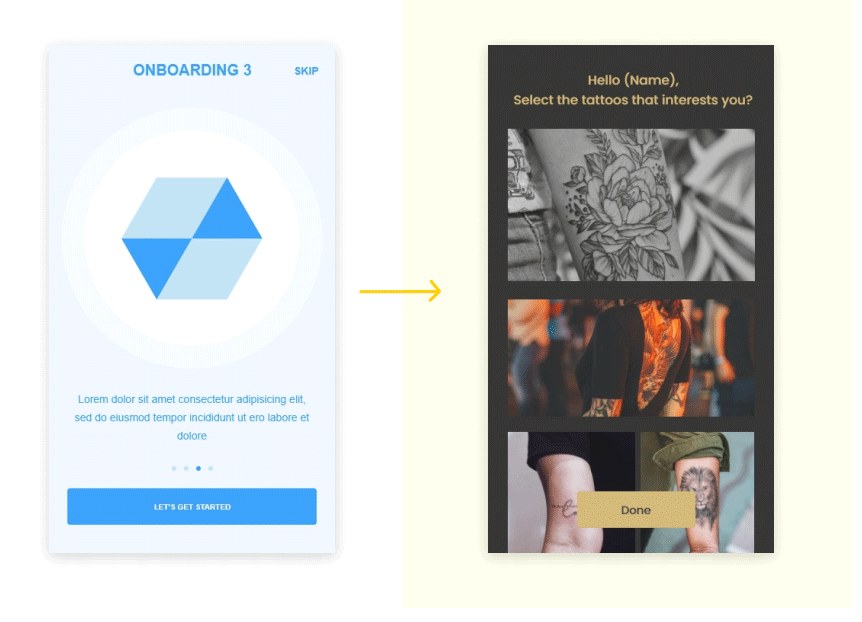 ONBOARDING 3
SKIP
Lorem dolor sit amet consectetur adipisicing elit,
sed do eiusmod tempor incididunt ut ero labore et
dolore
LET'S GET STARTED
Hello (Name),
Select the tattoos that interests you?
Done